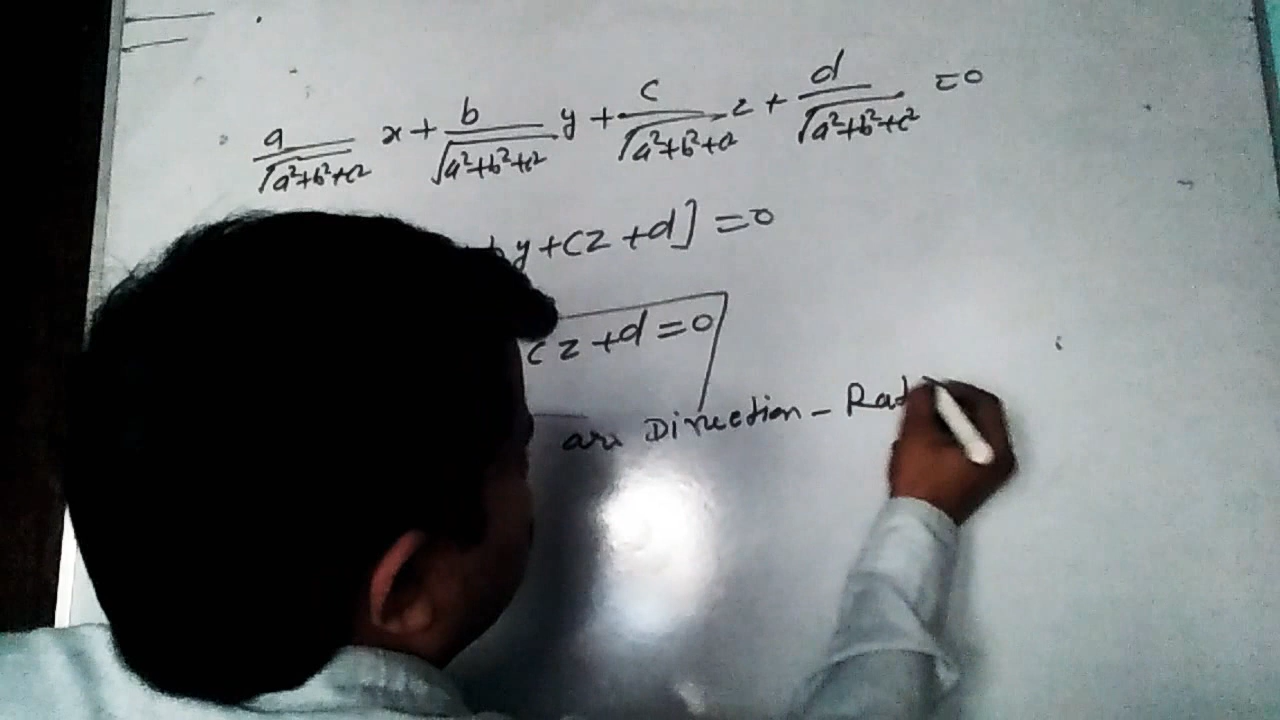 a/√a²+b²+c² x + b/√a²+b²+c² y + c/√a²+b²+c² z + d/√a²+b²+c² =0
by+cz+d] =0
cz+d=0
are Direction - Rat